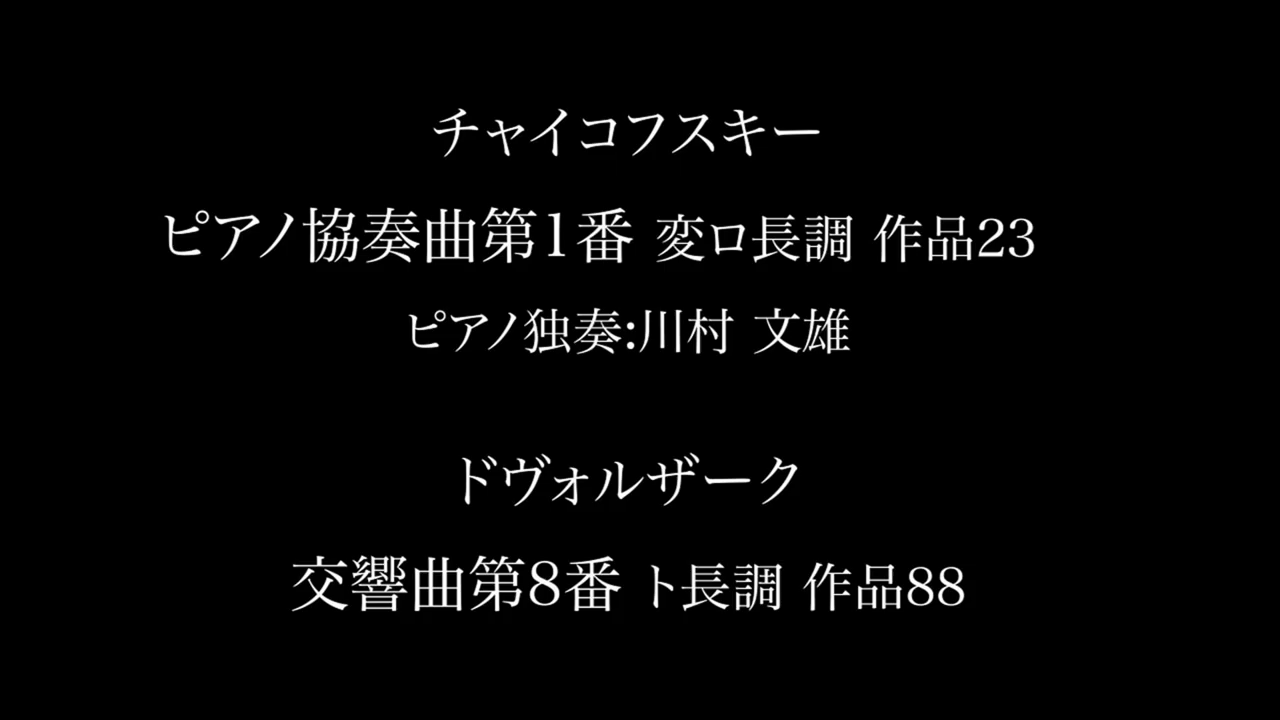 チャイコフスキー
ピアノ協奏曲第1番 変ロ長調 作品23
ピアノ独奏:川村 文雄
ドヴォルザーク
交響曲第8番 ト長調 作品88